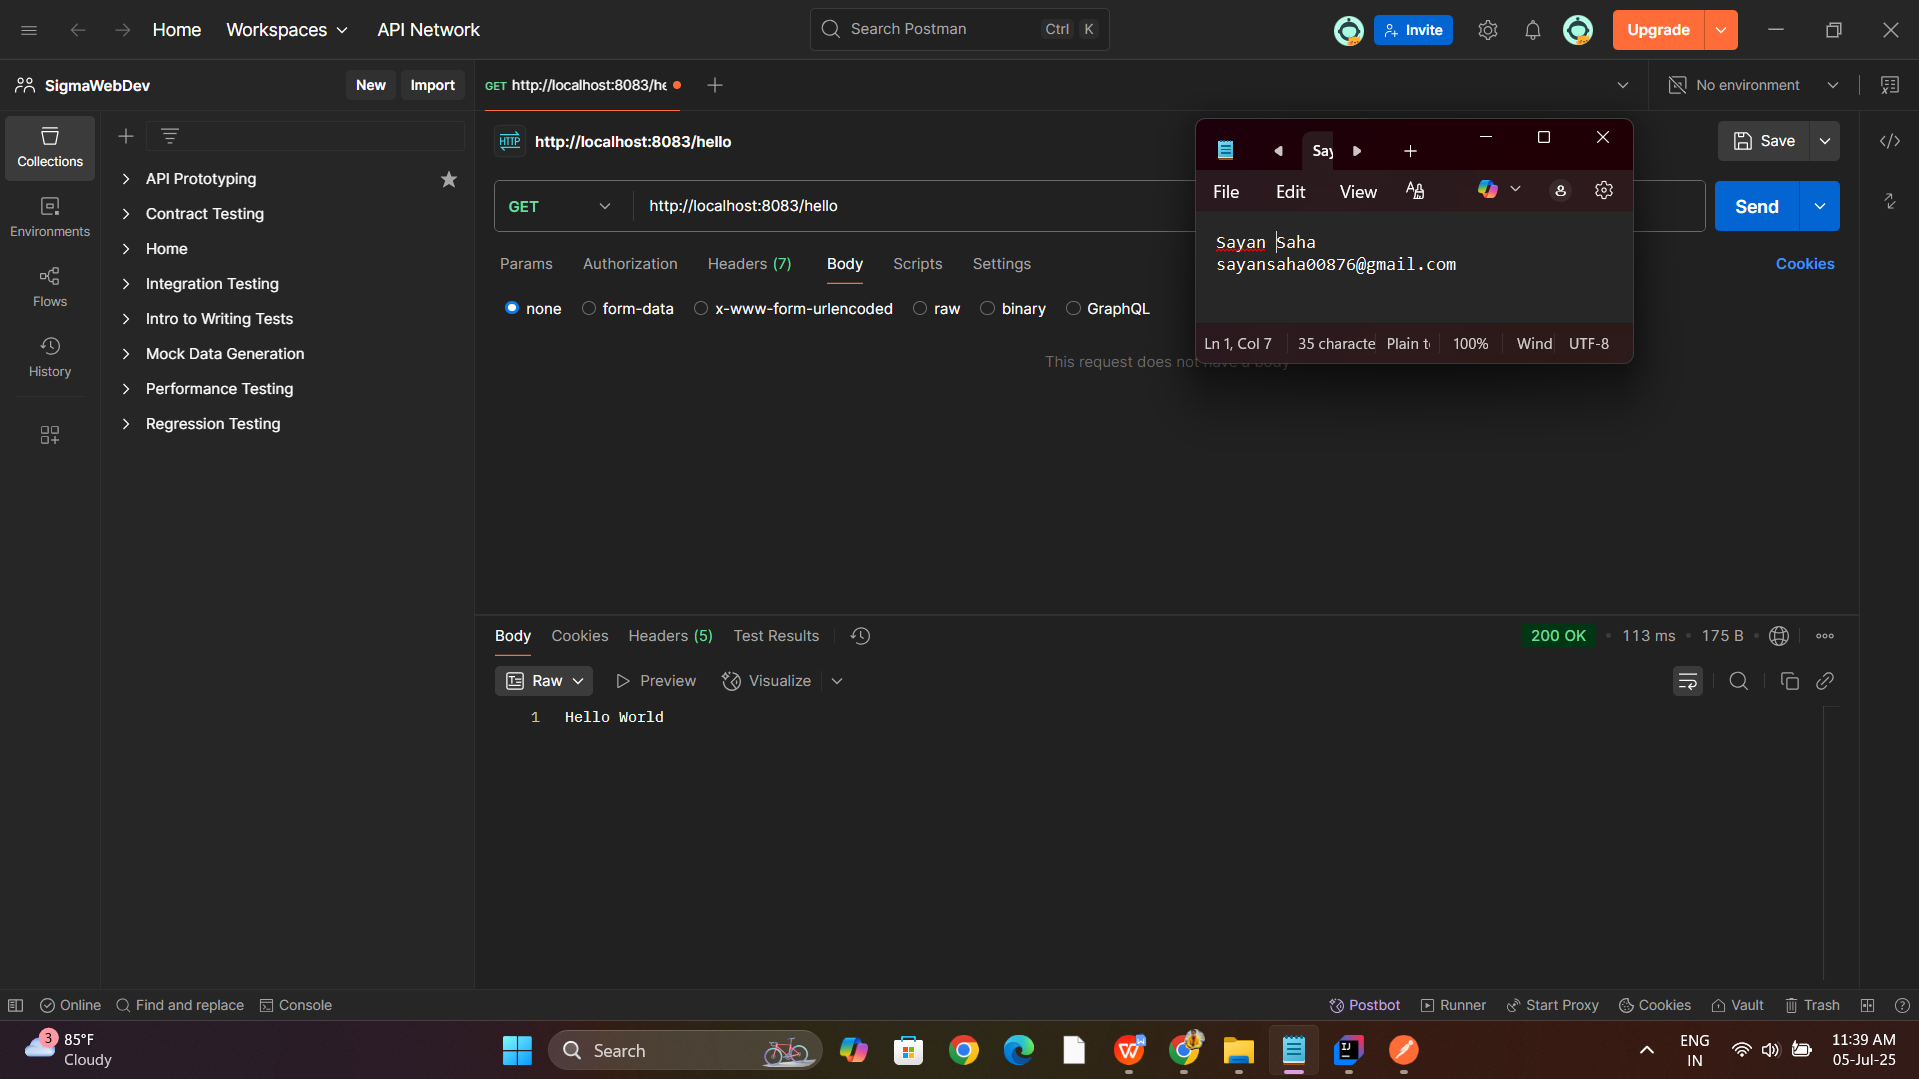 Home Workspaces API Network
Search Postman Ctrl K
Invite Upgrade
SigmaWebDev New Import
GET http://localhost:8083/he
No environment
Collections
Environments
Flows
History
API Prototyping
Contract Testing
Home
Integration Testing
Intro to Writing Tests
Mock Data Generation
Performance Testing
Regression Testing
HTTP http://localhost:8083/hello
Save
GET http://localhost:8083/hello
Send
Params Authorization Headers (7) Body Scripts Settings
Cookies
none form-data x-www-form-urlencoded raw binary GraphQL
This request does not have a body
Say
File Edit View
Sayan Saha
sayansaha00876@gmail.com
Ln 1, Col 7 35 characte Plain t 100% Wind UTF-8
Body Cookies Headers (5) Test Results
200 OK 113 ms 175 B
Raw Preview Visualize
1 Hello World
Online Find and replace Console
Postbot Runner Start Proxy Cookies Vault Trash
3 85°F
Cloudy
Search
ENG
IN
11:39 AM
05-Jul-25